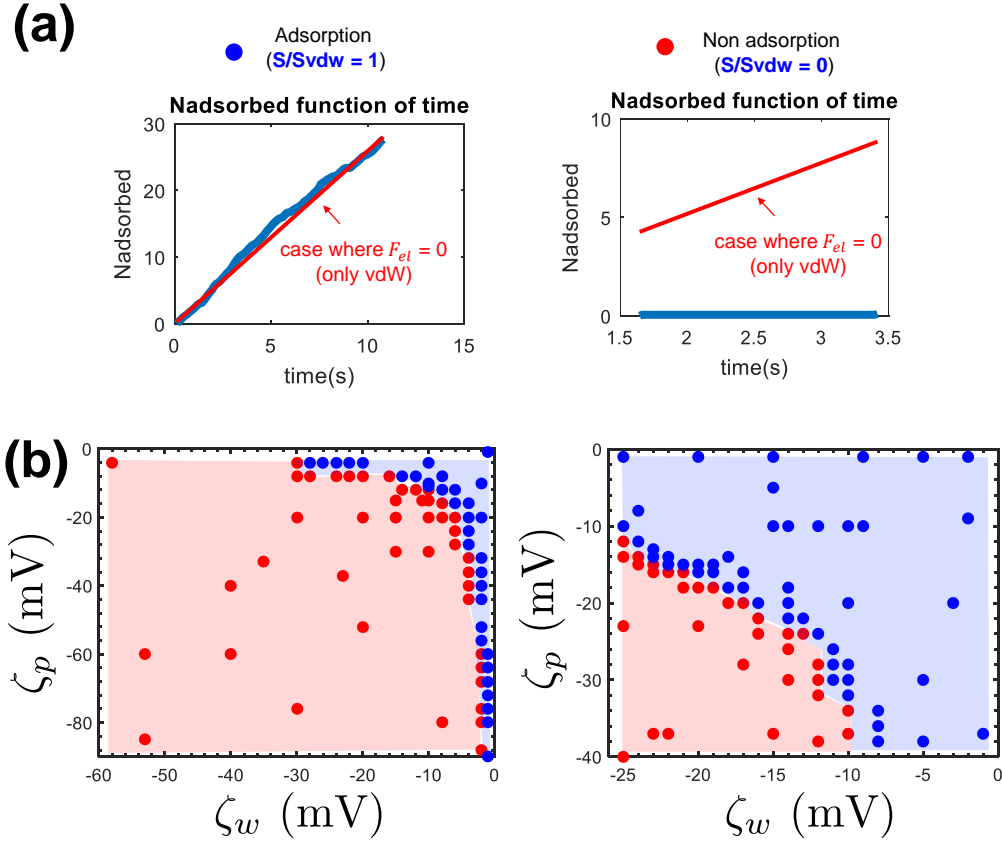 (a)
Adsorption
(S/Svdw = 1)
Non adsorption
(S/Svdw = 0)
Nadsorbed function of time
30
20
10
0
Nadsorbed
case where F_el = 0
(only vdW)
0 5 10 15
time(s)
Nadsorbed function of time
10
5
0
Nadsorbed
case where F_el = 0
(only vdW)
1.5 2 2.5 3 3.5
time(s)
(b)
0
-20
-40
-60
-80
ζ_p (mV)
-60 -50 -40 -30 -20 -10 0
ζ_w (mV)
0
-10
-20
-30
-40
ζ_p (mV)
-25 -20 -15 -10 -5 0
ζ_w (mV)